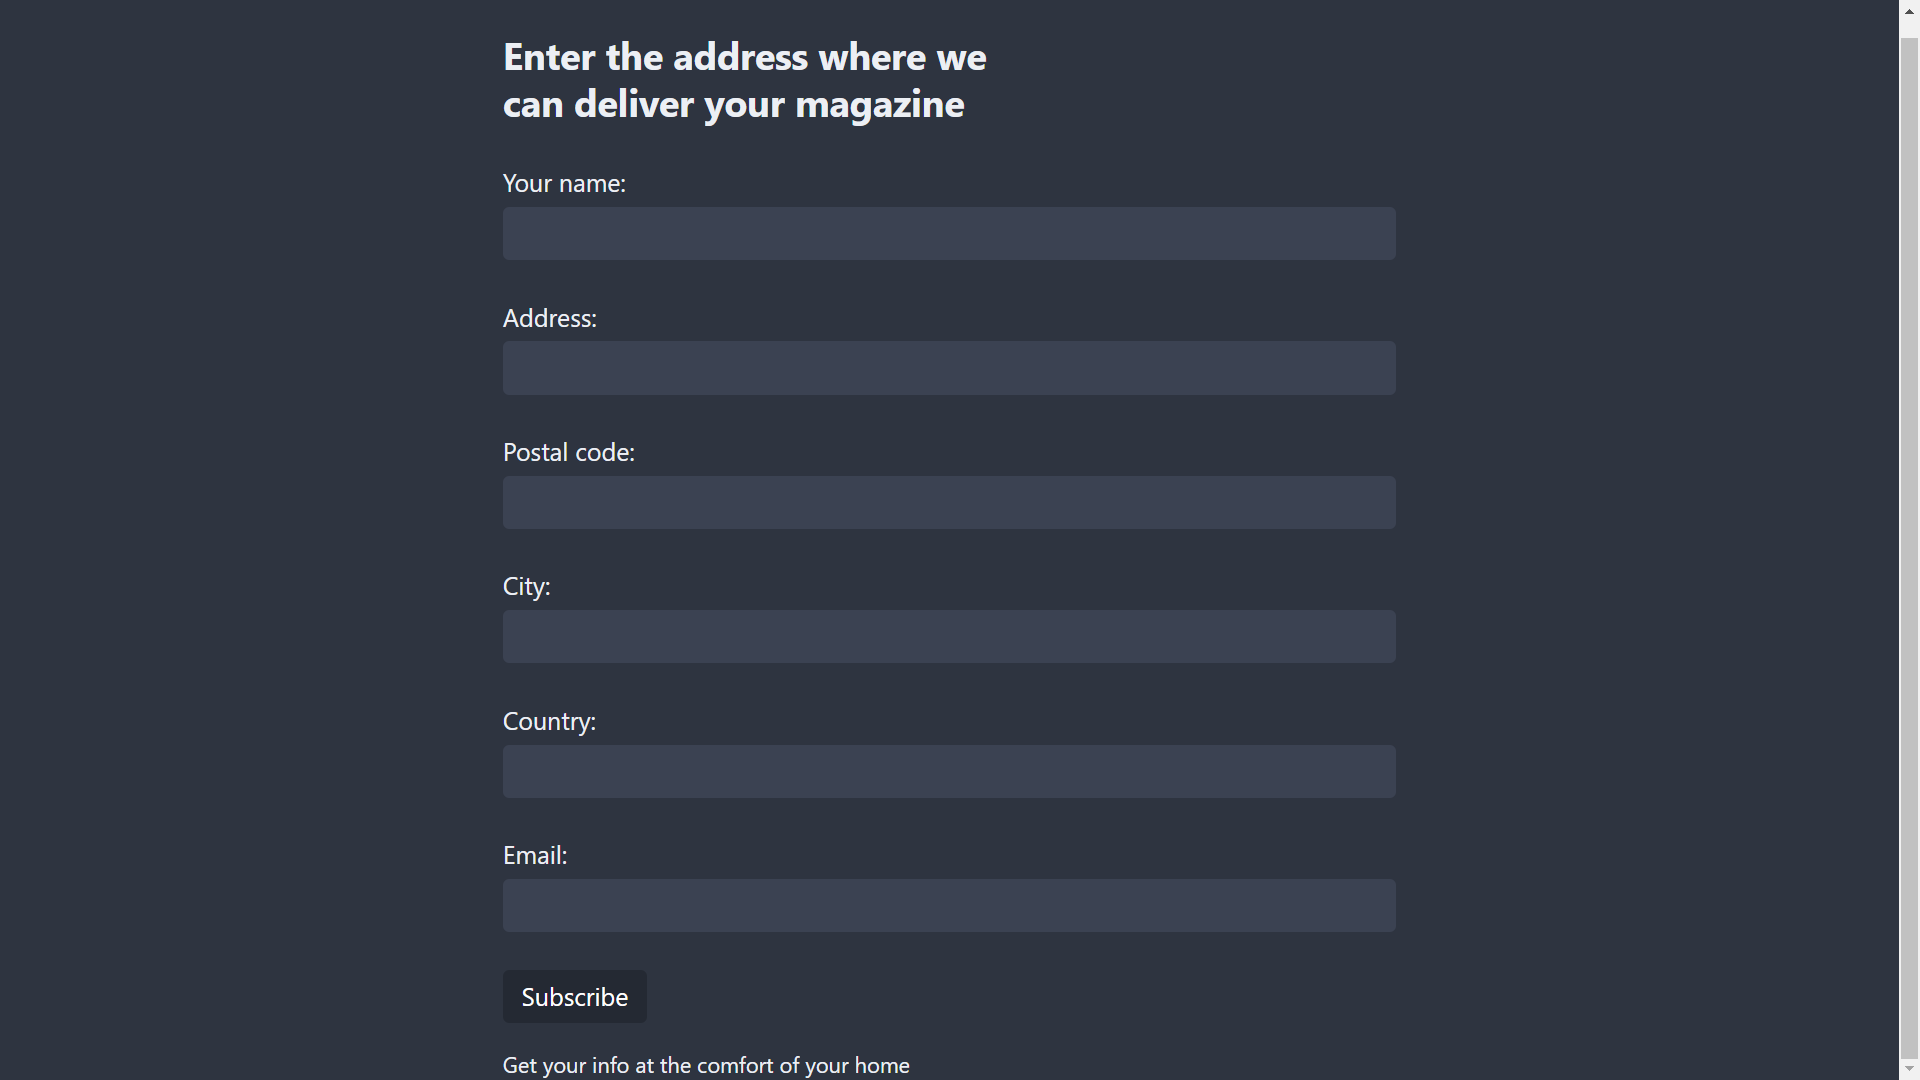 Enter the address where we
can deliver your magazine
Your name:
Address:
Postal code:
City:
Country:
Email:
Subscribe
Get your info at the comfort of your home